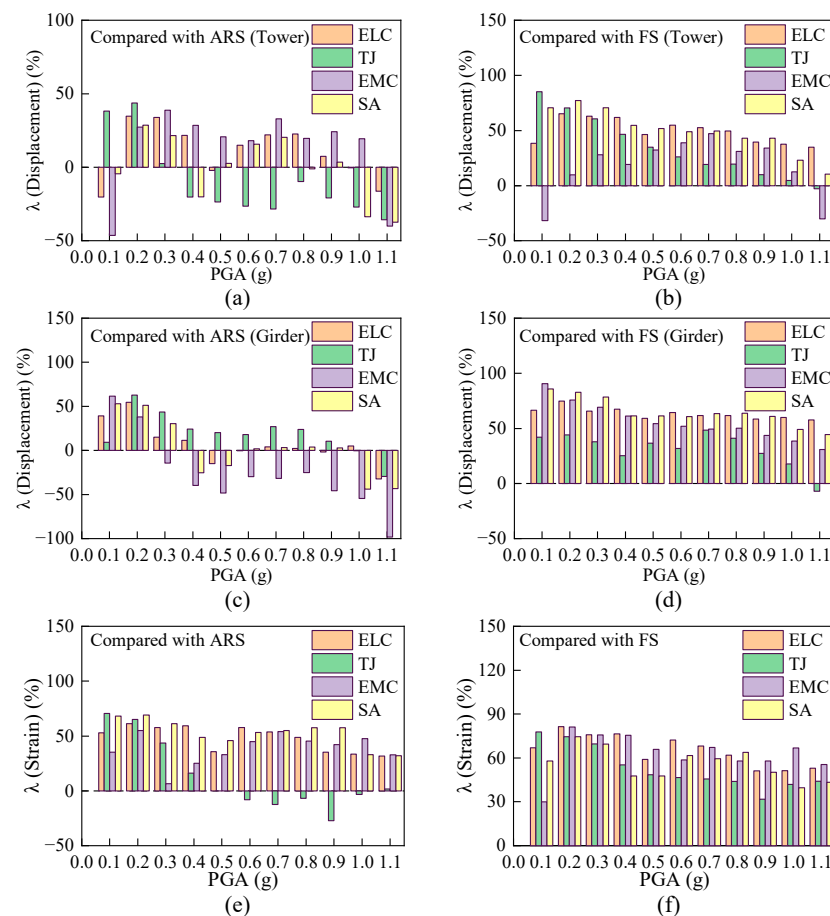 Compared with ARS (Tower)
ELC
TJ
EMC
SA
λ (Displacement) (%)
100
50
0
−50
0.0 0.1 0.2 0.3 0.4 0.5 0.6 0.7 0.8 0.9 1.0 1.1
PGA (g)
(a)
Compared with FS (Tower)
ELC
TJ
EMC
SA
λ (Displacement) (%)
150
100
50
0
−50
0.0 0.1 0.2 0.3 0.4 0.5 0.6 0.7 0.8 0.9 1.0 1.1
PGA (g)
(b)
Compared with ARS (Girder)
ELC
TJ
EMC
SA
λ (Displacement) (%)
150
100
50
0
−50
−100
0.0 0.1 0.2 0.3 0.4 0.5 0.6 0.7 0.8 0.9 1.0 1.1
PGA (g)
(c)
Compared with FS (Girder)
ELC
TJ
EMC
SA
λ (Displacement) (%)
150
100
50
0
−50
0.0 0.1 0.2 0.3 0.4 0.5 0.6 0.7 0.8 0.9 1.0 1.1
PGA (g)
(d)
Compared with ARS
ELC
TJ
EMC
SA
λ (Strain) (%)
150
100
50
0
−50
0.0 0.1 0.2 0.3 0.4 0.5 0.6 0.7 0.8 0.9 1.0 1.1
PGA (g)
(e)
Compared with FS
ELC
TJ
EMC
SA
λ (Strain) (%)
150
120
90
60
30
0
0.0 0.1 0.2 0.3 0.4 0.5 0.6 0.7 0.8 0.9 1.0 1.1
PGA (g)
(f)